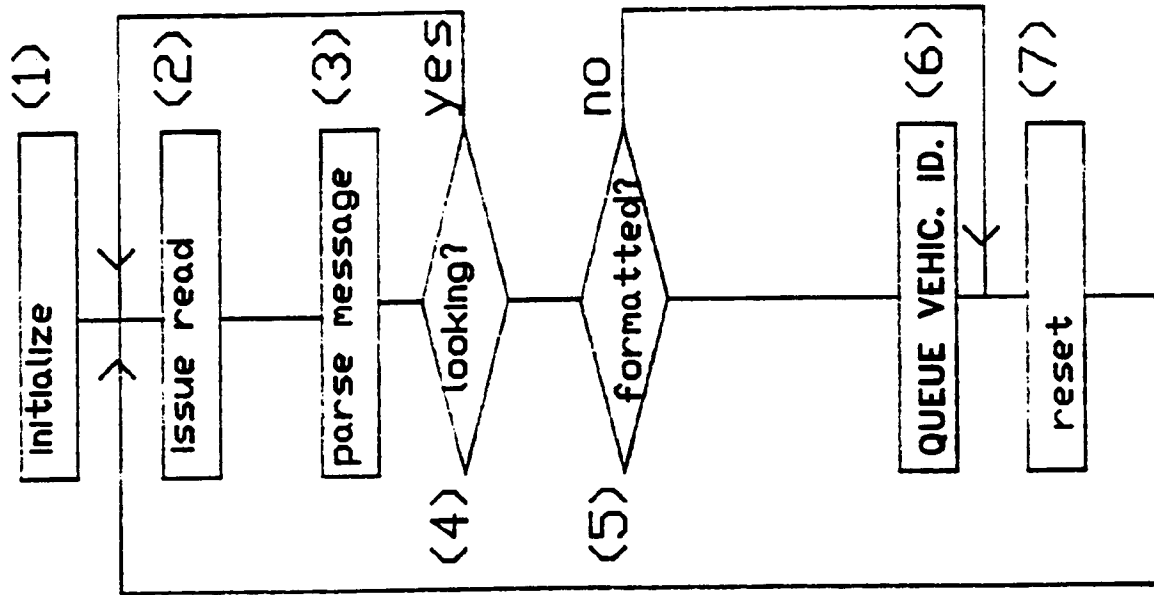 initialize
(1)
issue read
(2)
parse message
(3)
looking?
(4)
yes
formatted?
(5)
no
QUEUE VEHIC. ID.
(6)
reset
(7)